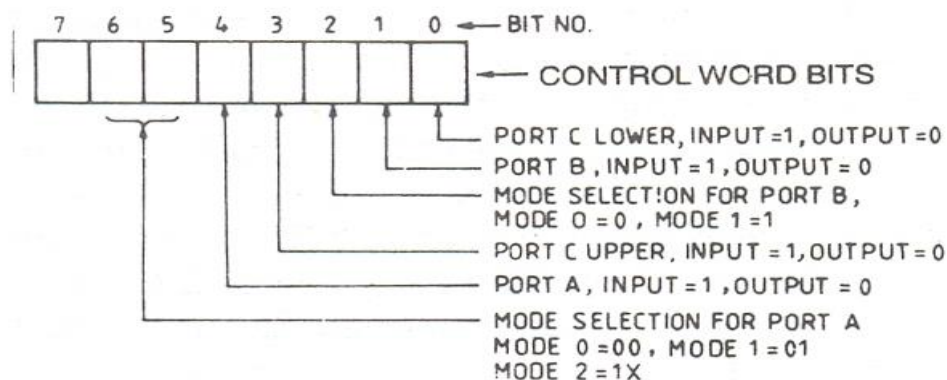 7 6 5 4 3 2 1 0 BIT NO.
CONTROL WORD BITS
PORT C LOWER, INPUT =1, OUTPUT =0
PORT B, INPUT =1, OUTPUT = 0
MODE SELECTION FOR PORT B,
MODE 0 =0, MODE 1=1
PORT C UPPER, INPUT =1, OUTPUT=0
PORT A, INPUT =1, OUTPUT = 0
MODE SELECTION FOR PORT A
MODE 0 =00, MODE 1=01
MODE 2=1X